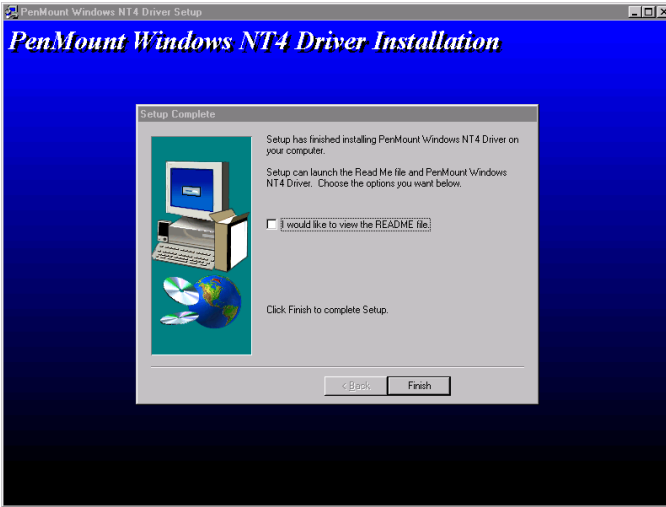 PenMount Windows NT4 Driver Setup
PenMount Windows NT4 Driver Installation
Setup Complete
Setup has finished installing PenMount Windows NT4 Driver on
your computer.
Setup can launch the Read Me file and PenMount Windows
NT4 Driver. Choose the options you want below.
I would like to view the README file.
Click Finish to complete Setup.
< Back
Finish